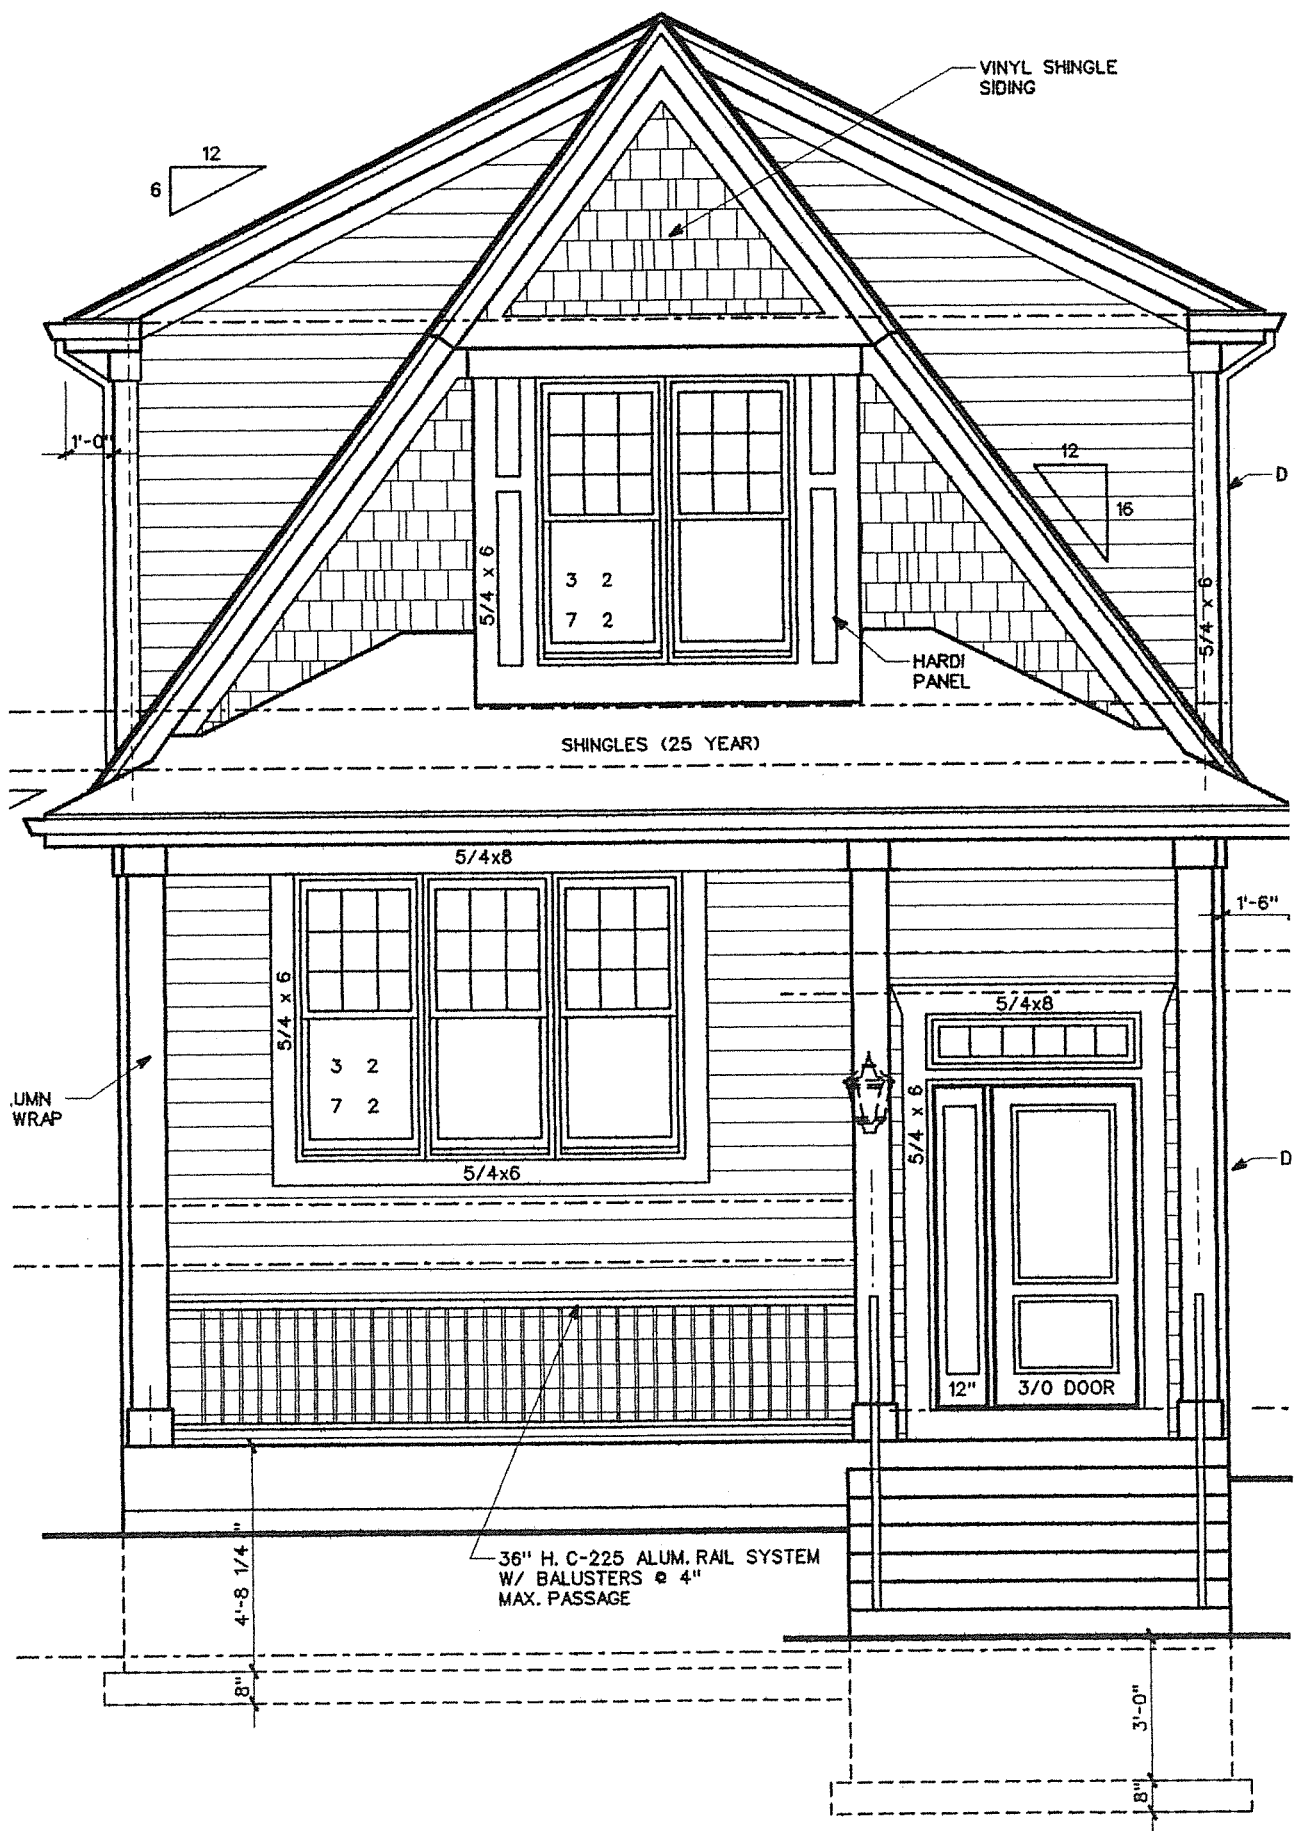 VINYL SHINGLE
SIDING
12
6
1'-0"
12
16
D
5/4 x 6
3 2
7 2
5/4 x 6
HARDI
PANEL
SHINGLES (25 YEAR)
5/4x8
1'-6"
5/4 x 6
5/4x8
3 2
7 2
UMN
WRAP
5/4 x 6
D
5/4x6
12"
3/0 DOOR
36" H. C-225 ALUM. RAIL SYSTEM
W/ BALUSTERS @ 4"
MAX. PASSAGE
4'-8 1/4"
8"
3'-0"
8"